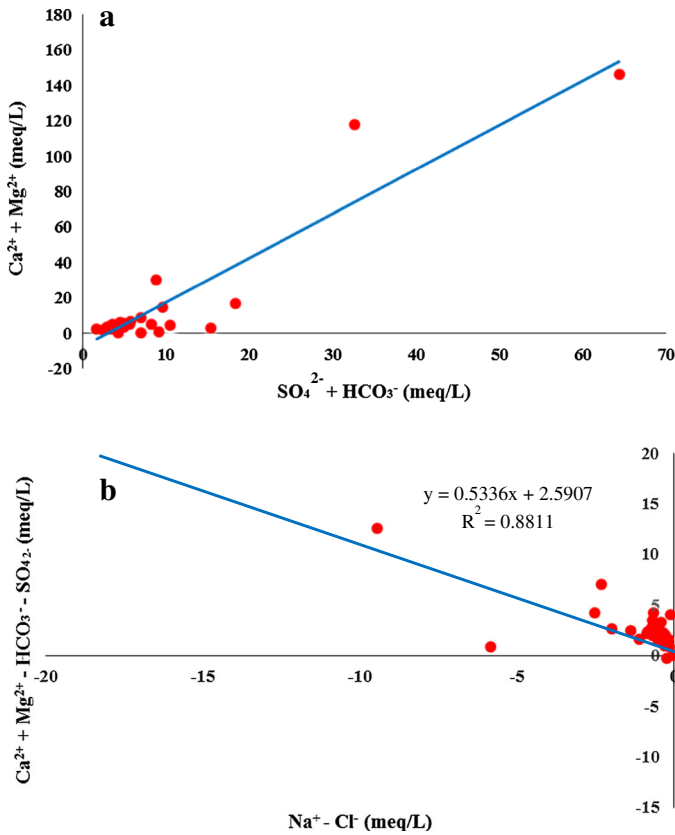 a
180
160
140
120
100
80
60
40
20
0
-20
0 10 20 30 40 50 60 70
Ca²⁺ + Mg²⁺ (meq/L)
SO₄²⁻ + HCO₃⁻ (meq/L)
b
y = 0.5336x + 2.5907
R² = 0.8811
20
15
10
5
0
-5
-10
-15
-20 -15 -10 -5 0
Ca²⁺ + Mg²⁺ - HCO₃⁻ - SO₄₂₋ (meq/L)
Na⁺ - Cl⁻ (meq/L)